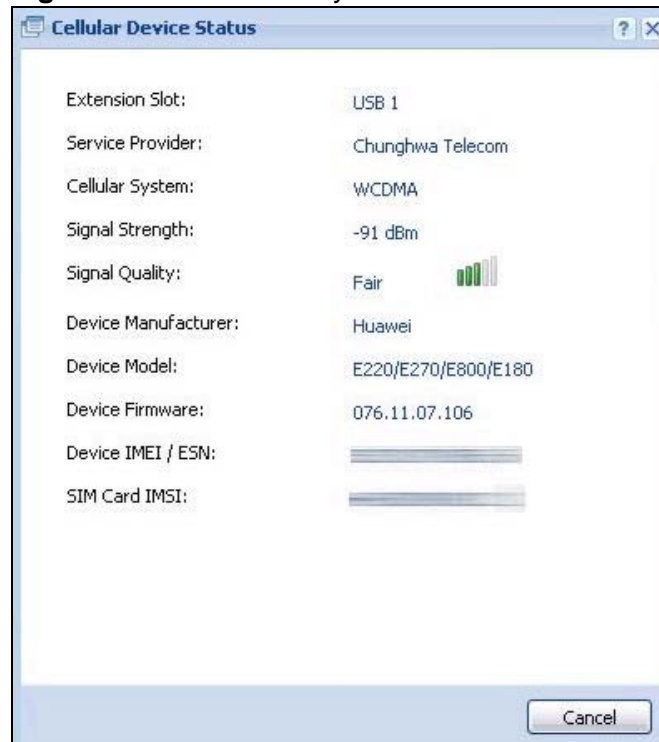 Cellular Device Status
Extension Slot: USB 1
Service Provider: Chunghwa Telecom
Cellular System: WCDMA
Signal Strength: -91 dBm
Signal Quality: Fair
Device Manufacturer: Huawei
Device Model: E220/E270/E800/E180
Device Firmware: 076.11.07.106
Device IMEI / ESN:
SIM Card IMSI:
Cancel